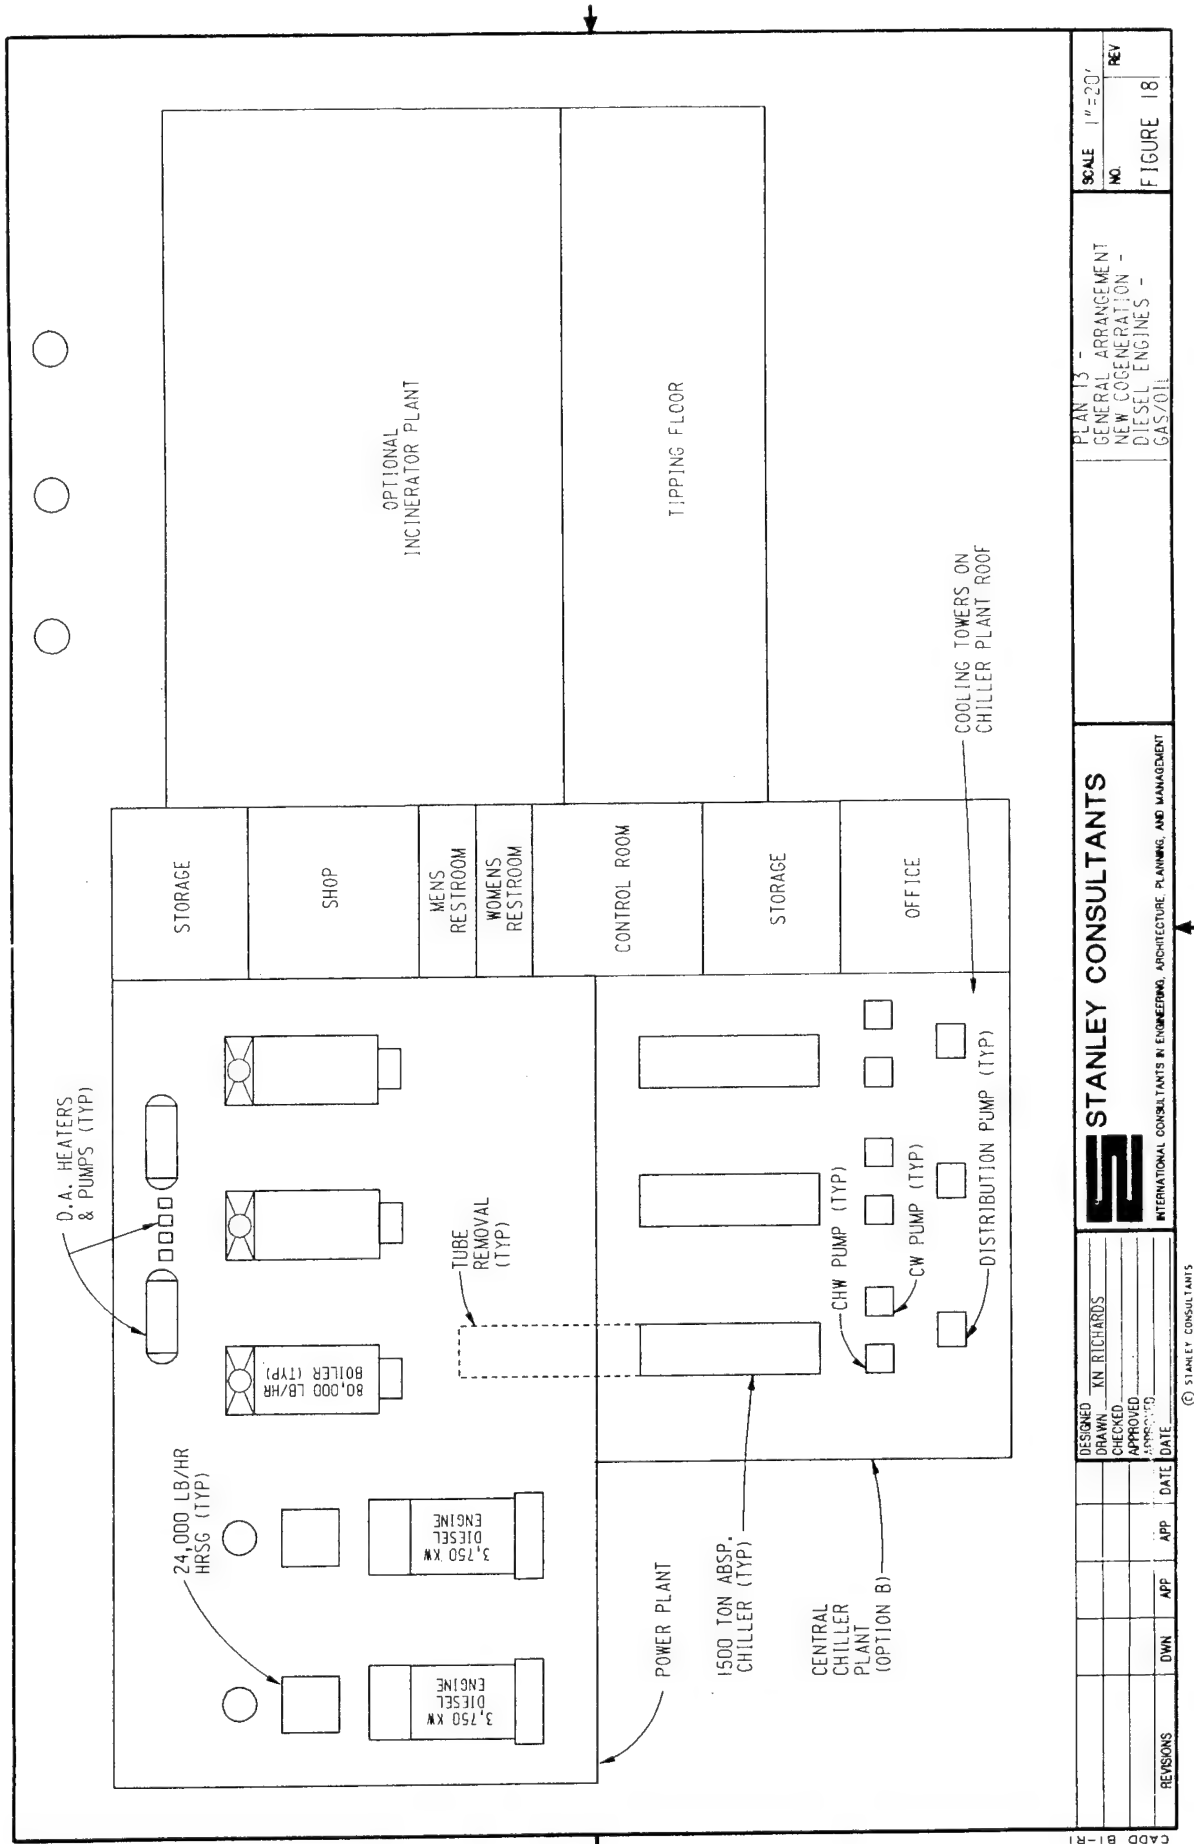 D.A. HEATERS
& PUMPS (TYP)
24,000 LB/HR
HRSG (TYP)
80,000 LB/HR
BOILER (TYP)
3,750 KW
DIESEL
ENGINE
3,750 KW
DIESEL
ENGINE
TUBE
REMOVAL
(TYP)
POWER PLANT
1500 TON ABSP.
CHILLER (TYP)
CENTRAL
CHILLER
PLANT
(OPTION B)
CHW PUMP (TYP)
CW PUMP (TYP)
DISTRIBUTION PUMP (TYP)
COOLING TOWERS ON
CHILLER PLANT ROOF
STORAGE
SHOP
MENS
RESTROOM
WOMENS
RESTROOM
CONTROL ROOM
STORAGE
OFFICE
OPTIONAL
INCINERATOR PLANT
TIPPING FLOOR
REVISIONS DWN APP APP DATE
DESIGNED
DRAWN KN RICHARDS
CHECKED
APPROVED
APPROVED
DATE
STANLEY CONSULTANTS
INTERNATIONAL CONSULTANTS IN ENGINEERING, ARCHITECTURE, PLANNING, AND MANAGEMENT
PLAN 13 -
GENERAL ARRANGEMENT
NEW COGENERATION -
DIESEL ENGINES -
GAS/OIL
SCALE 1"=20'
NO. REV
FIGURE 18
© STANLEY CONSULTANTS
CADD B1-R1